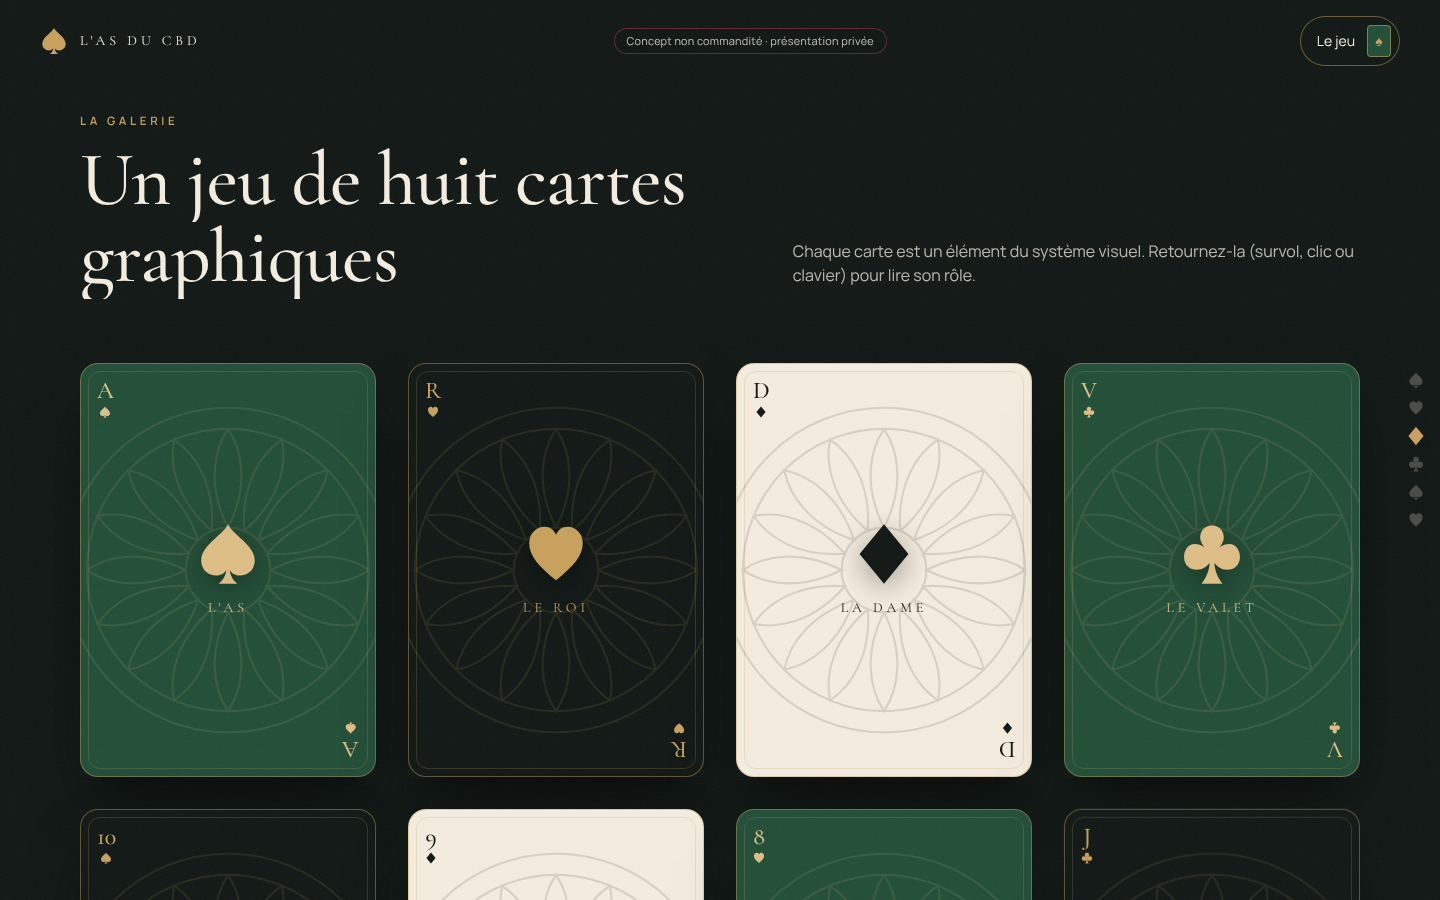 L'AS DU CBD
Concept non commandité · présentation privée
Le jeu
LA GALERIE
Un jeu de huit cartes
graphiques
Chaque carte est un élément du système visuel. Retournez-la (survol, clic ou
clavier) pour lire son rôle.
A
R
D
V
L'AS
LE ROI
LA DAME
LE VALET
A
R
D
V
10
9
8
J